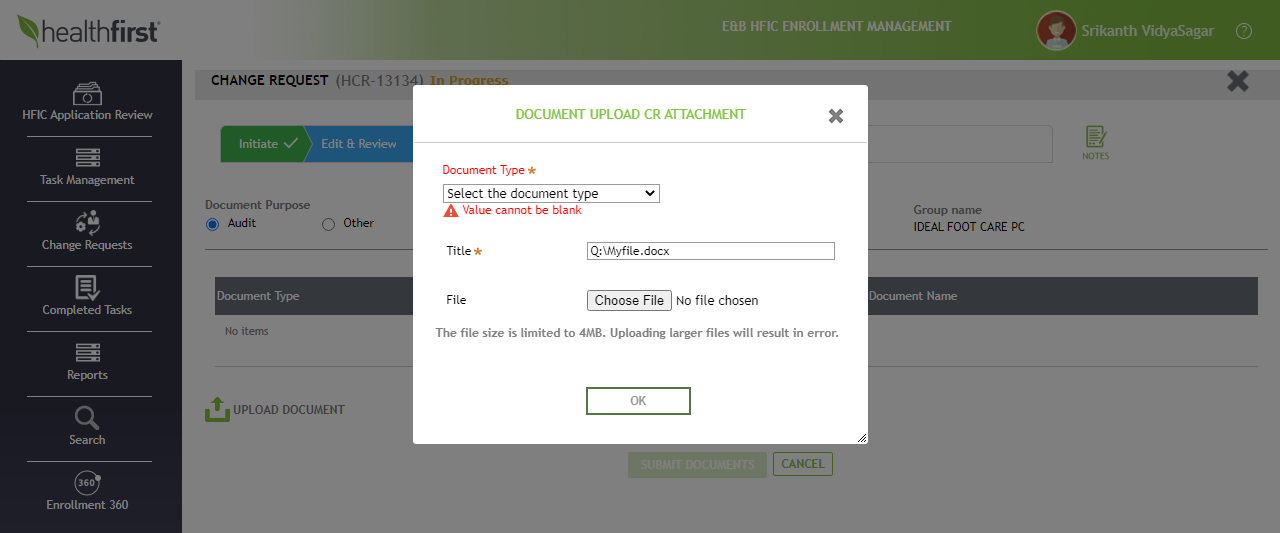 healthfirst
E&B HFIC ENROLLMENT MANAGEMENT
Srikanth VidyaSagar
?
HFIC Application Review
Task Management
Change Requests
Completed Tasks
Reports
Search
360°
Enrollment 360
CHANGE REQUEST (HCR-13134) In Progress
Initiate
Edit & Review
NOTES
Document Purpose
Audit
Other
Group name
IDEAL FOOT CARE PC
Document Type
Document Name
No items
UPLOAD DOCUMENT
SUBMIT DOCUMENTS
CANCEL
DOCUMENT UPLOAD CR ATTACHMENT
Document Type *
Select the document type
Value cannot be blank
Title *
Q:\Myfile.docx
File
Choose File No file chosen
The file size is limited to 4MB. Uploading larger files will result in error.
OK